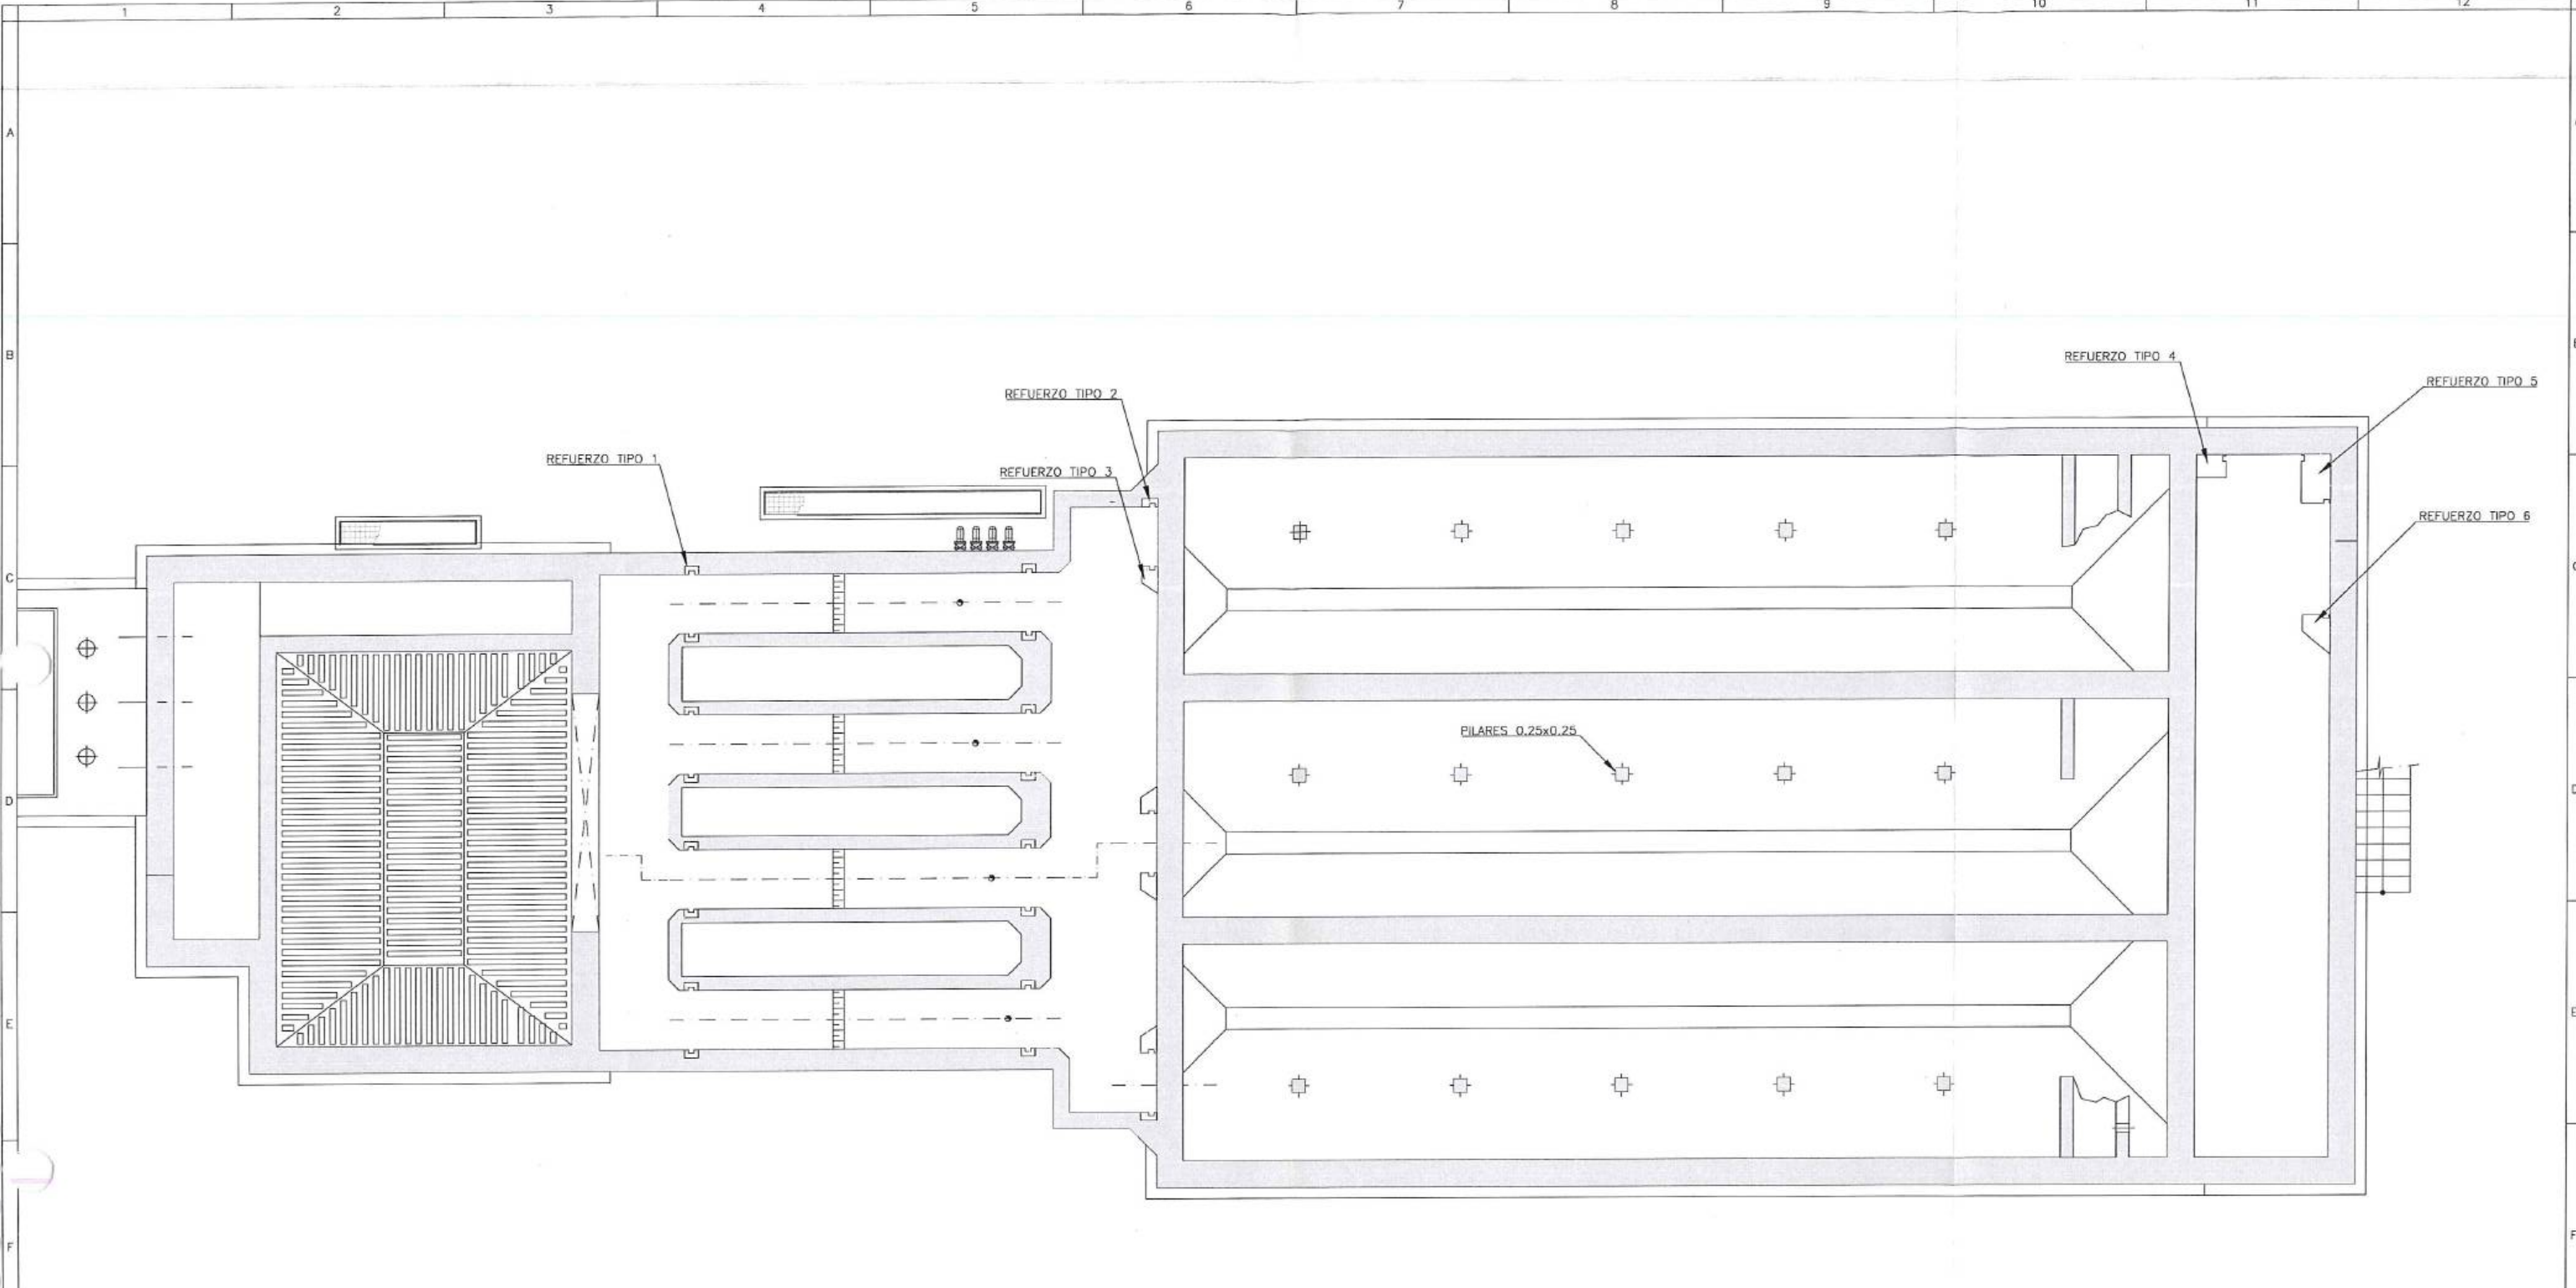 1 2 3 4 5 6 7 8 9 10 11 12
A
B
REFUERZO TIPO 4
REFUERZO TIPO 5
REFUERZO TIPO 2
REFUERZO TIPO 1
REFUERZO TIPO 3
REFUERZO TIPO 6
C
PILARES 0.25x0.25
D
E
E
F
F